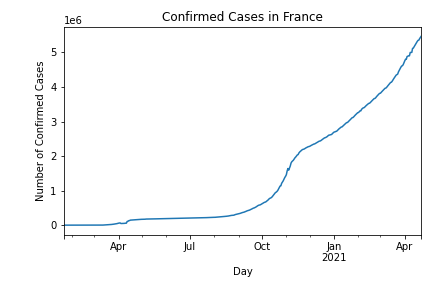 Confirmed Cases in France
1e6
5
4
3
2
1
0
Number of Confirmed Cases
Apr Jul Oct Jan Apr
2021
Day